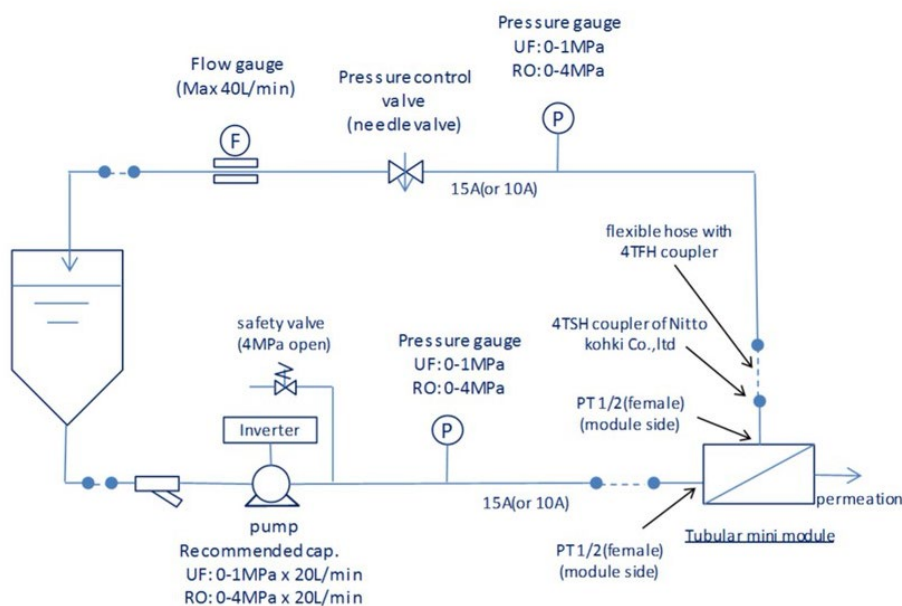 Pressure gauge
UF: 0-1MPa
RO: 0-4MPa
Flow gauge
(Max 40L/min)
Pressure control
valve
(needle valve)
F
P
15A(or 10A)
flexible hose with
4TFH coupler
safety valve
(4MPa open)
Pressure gauge
UF: 0-1MPa
RO: 0-4MPa
4TSH coupler of Nitto
kohki Co.,ltd
PT 1/2(female)
(module side)
Inverter
P
pump
15A(or 10A)
permeation
Tubular mini module
Recommended cap.
UF: 0-1MPa x 20L/min
RO: 0-4MPa x 20L/min
PT 1/2(female)
(module side)